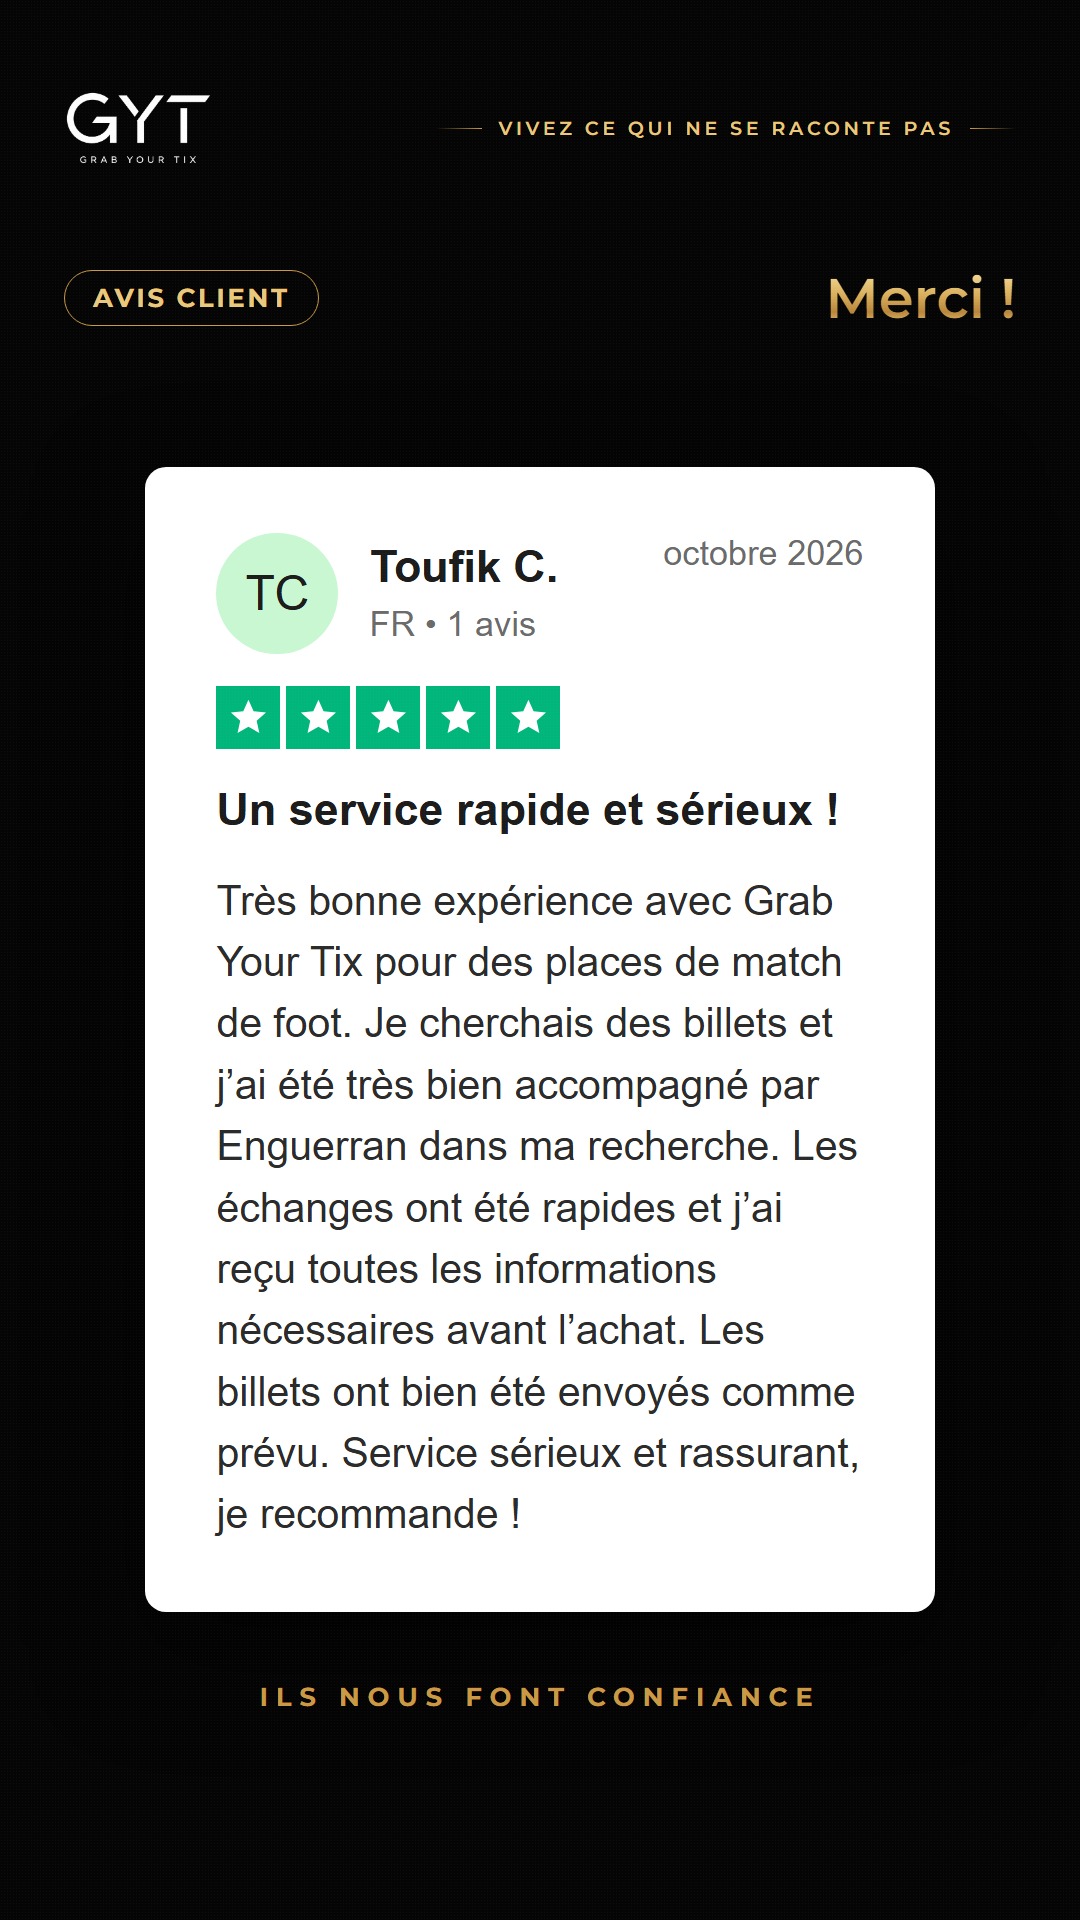 GYT
GRAB YOUR TIX
VIVEZ CE QUI NE SE RACONTE PAS
AVIS CLIENT
Merci !
TC
Toufik C.
octobre 2026
FR • 1 avis
Un service rapide et sérieux !
Très bonne expérience avec Grab
Your Tix pour des places de match
de foot. Je cherchais des billets et
j’ai été très bien accompagné par
Enguerran dans ma recherche. Les
échanges ont été rapides et j’ai
reçu toutes les informations
nécessaires avant l’achat. Les
billets ont bien été envoyés comme
prévu. Service sérieux et rassurant,
je recommande !
ILS NOUS FONT CONFIANCE